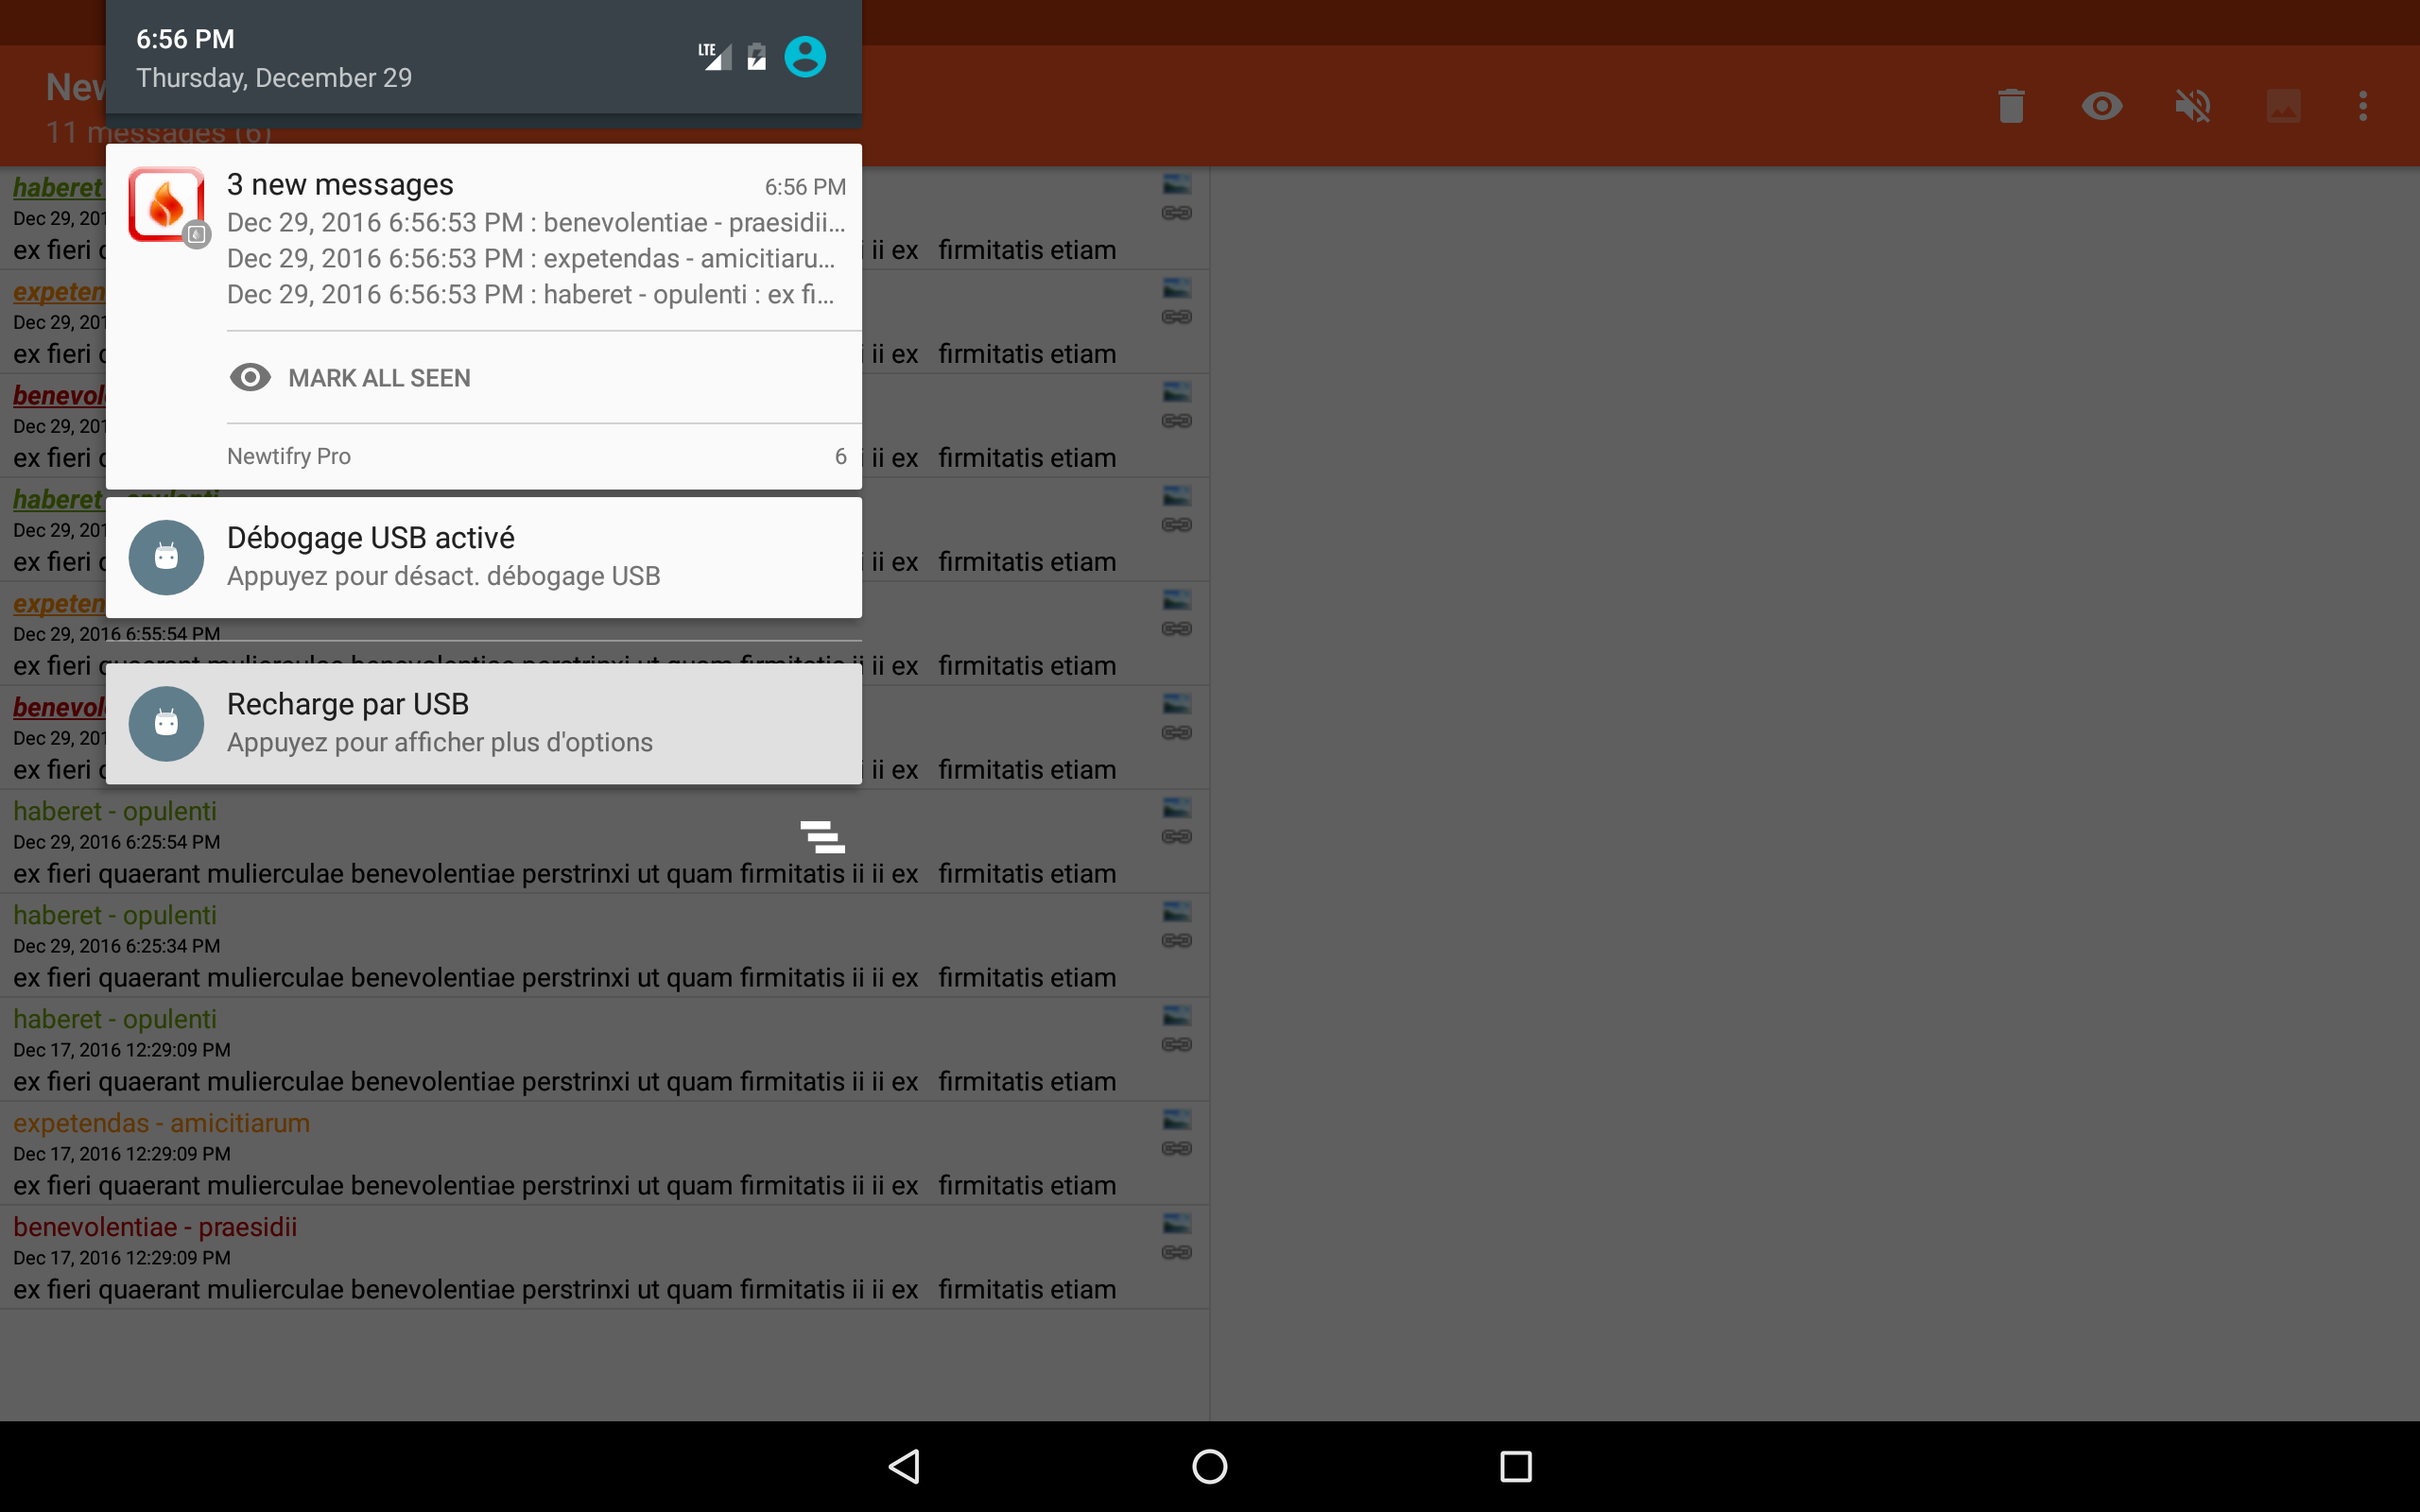 6:56 PM
Thursday, December 29
LTE
New
11 messages (6)
3 new messages 6:56 PM
Dec 29, 2016 6:56:53 PM : benevolentiae - praesidii...
Dec 29, 2016 6:56:53 PM : expetendas - amicitiaru...
Dec 29, 2016 6:56:53 PM : haberet - opulenti : ex fi...
MARK ALL SEEN
Newtifry Pro 6
Débogage USB activé
Appuyez pour désact. débogage USB
Recharge par USB
Appuyez pour afficher plus d'options
haberet
Dec 29, 201
ex fieri ii ex firmitatis etiam
expeten
Dec 29, 201
ex fieri ii ex firmitatis etiam
benevol
Dec 29, 201
ex fieri ii ex firmitatis etiam
haberet - opulenti
Dec 29, 201
ex fieri ii ex firmitatis etiam
expeten
Dec 29, 2016 6:55:54 PM
ex fieri quaerant mulierculae benevolentiae perstrinxi ut quam firmitatis ii ii ex firmitatis etiam
benevol
Dec 29, 201
ex fieri ii ex firmitatis etiam
haberet - opulenti
Dec 29, 2016 6:25:54 PM
ex fieri quaerant mulierculae benevolentiae perstrinxi ut quam firmitatis ii ii ex firmitatis etiam
haberet - opulenti
Dec 29, 2016 6:25:34 PM
ex fieri quaerant mulierculae benevolentiae perstrinxi ut quam firmitatis ii ii ex firmitatis etiam
haberet - opulenti
Dec 17, 2016 12:29:09 PM
ex fieri quaerant mulierculae benevolentiae perstrinxi ut quam firmitatis ii ii ex firmitatis etiam
expetendas - amicitiarum
Dec 17, 2016 12:29:09 PM
ex fieri quaerant mulierculae benevolentiae perstrinxi ut quam firmitatis ii ii ex firmitatis etiam
benevolentiae - praesidii
Dec 17, 2016 12:29:09 PM
ex fieri quaerant mulierculae benevolentiae perstrinxi ut quam firmitatis ii ii ex firmitatis etiam